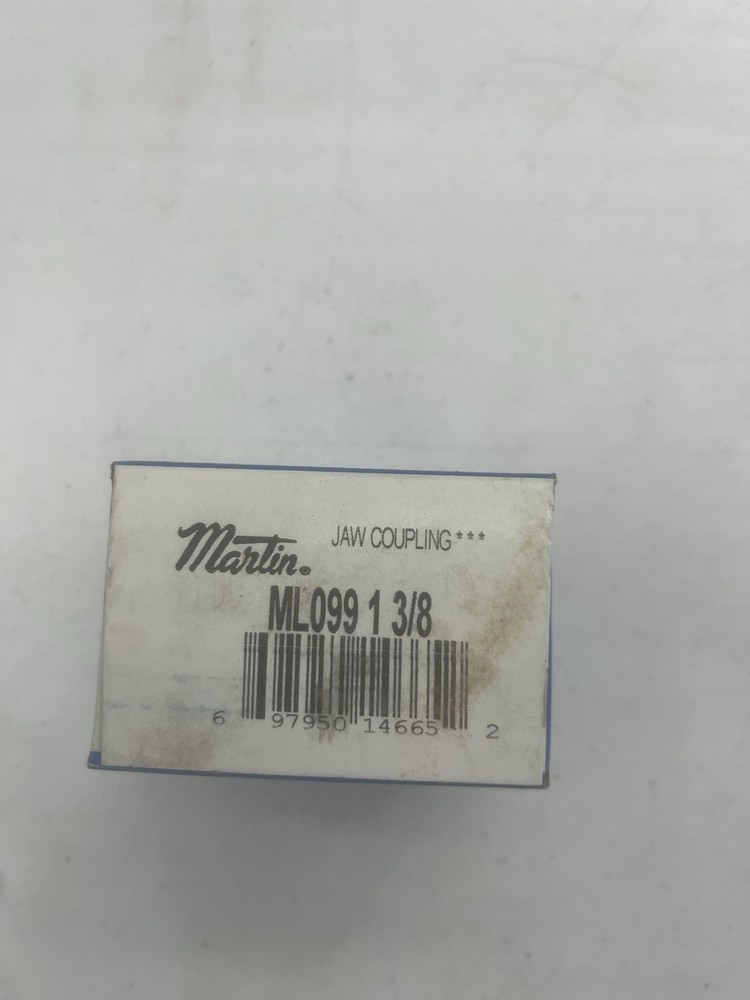 Martin® JAW COUPLING***
ML099 1 3/8
6 97950 14665 2